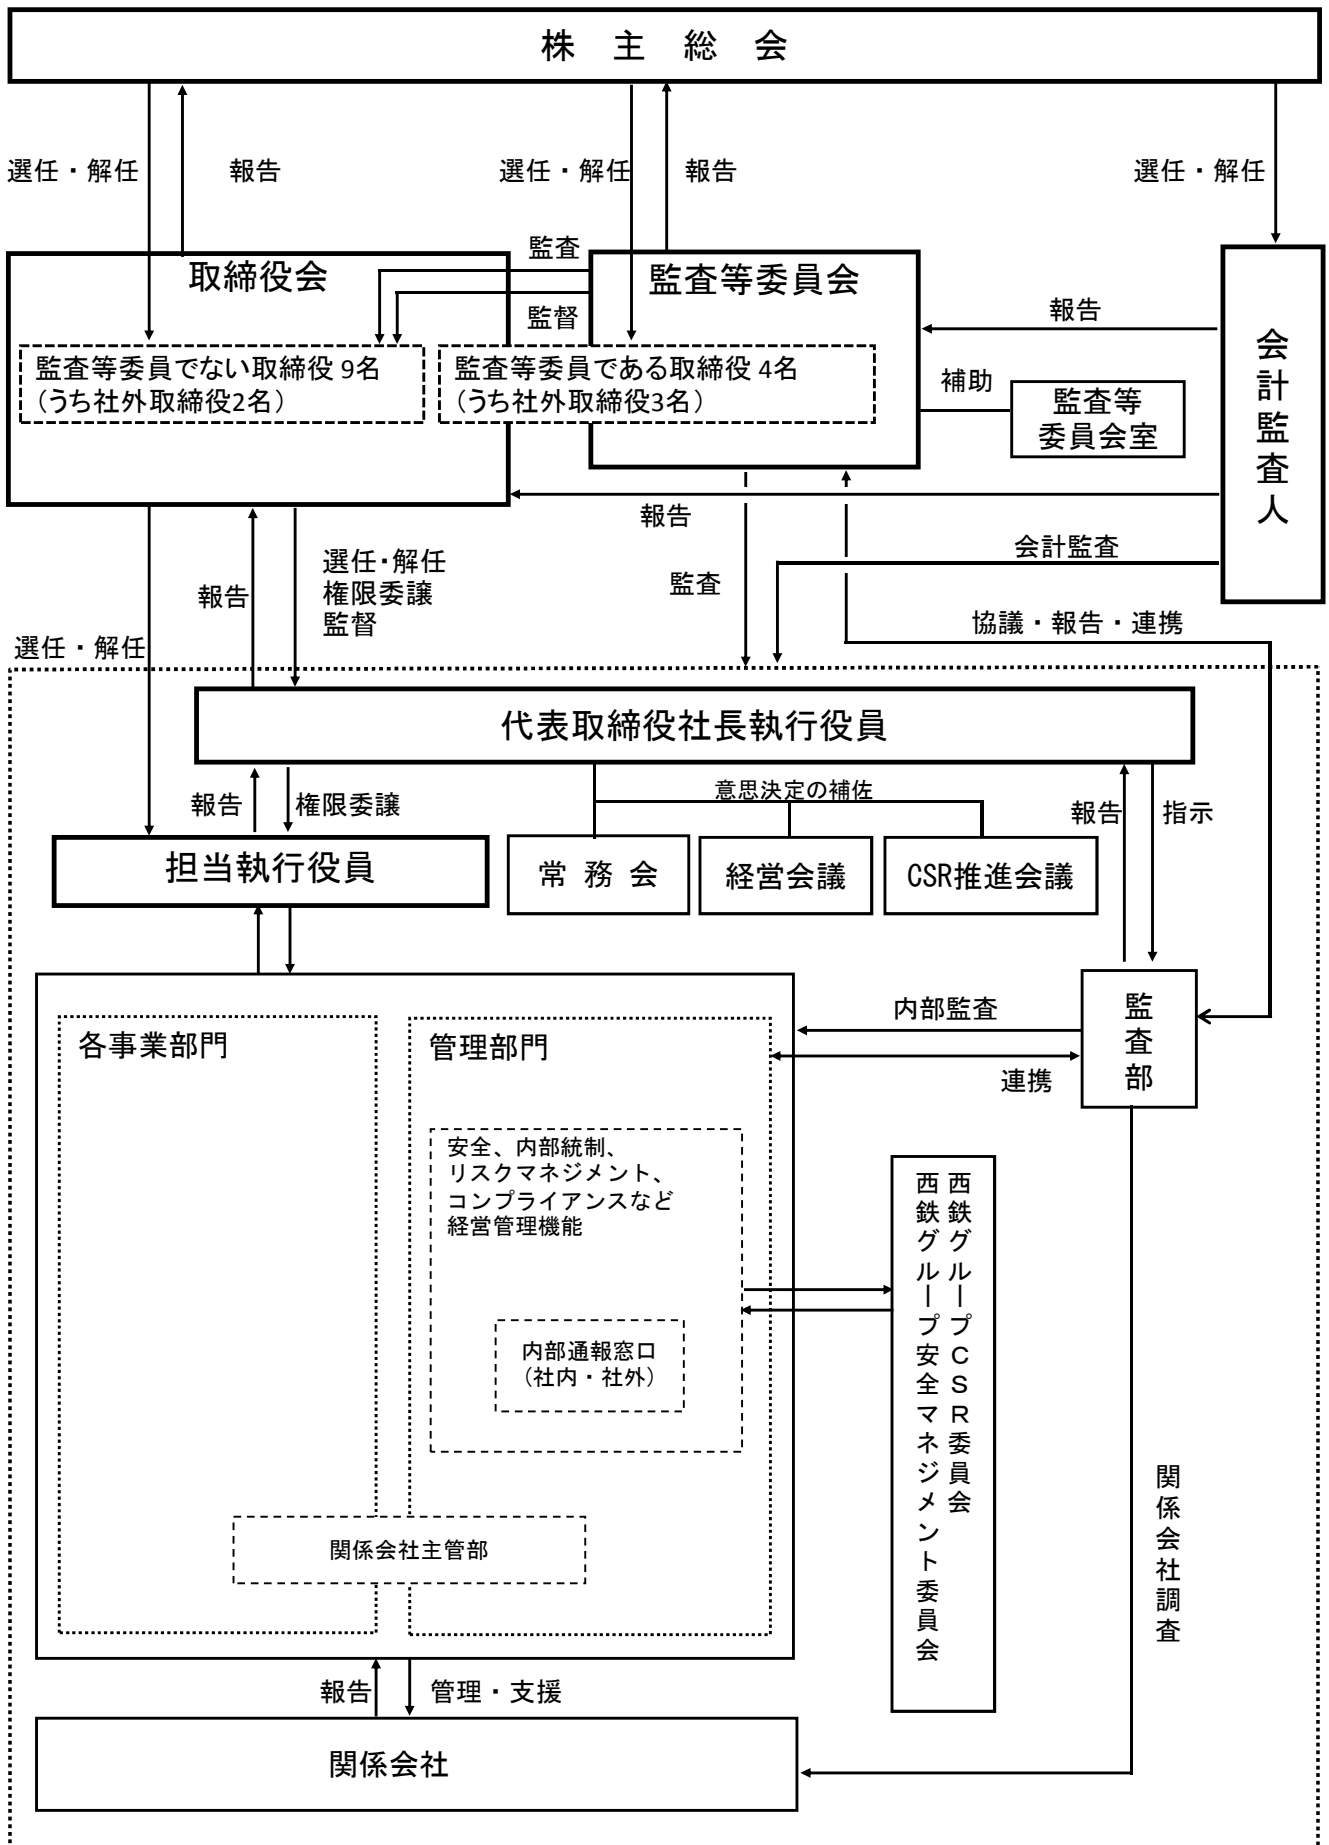 株 主 総 会
選任・解任
報告
選任・解任
報告
選任・解任
取締役会
監査
監督
監査等委員会
監査等委員でない取締役 9名
（うち社外取締役2名）
監査等委員である取締役 4名
（うち社外取締役3名）
報告
補助
監査等
委員会室
会計監査人
報告
会計監査
監査
選任・解任
権限委譲
監督
報告
協議・報告・連携
選任・解任
代表取締役社長執行役員
報告
権限委譲
意思決定の補佐
報告
指示
担当執行役員
常 務 会
経営会議
CSR推進会議
監査部
内部監査
連携
各事業部門
管理部門
安全、内部統制、
リスクマネジメント、
コンプライアンスなど
経営管理機能
内部通報窓口
（社内・社外）
西鉄グループCSR委員会
西鉄グループ安全マネジメント委員会
関係会社調査
関係会社主管部
報告
管理・支援
関係会社